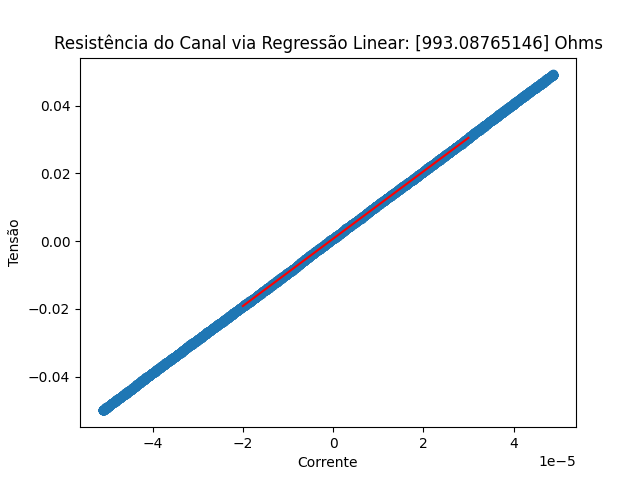 Resistência do Canal via Regressão Linear: [993.08765146] Ohms
Tensão
0.04
0.02
0.00
−0.02
−0.04
−4
−2
0
2
4
1e−5
Corrente